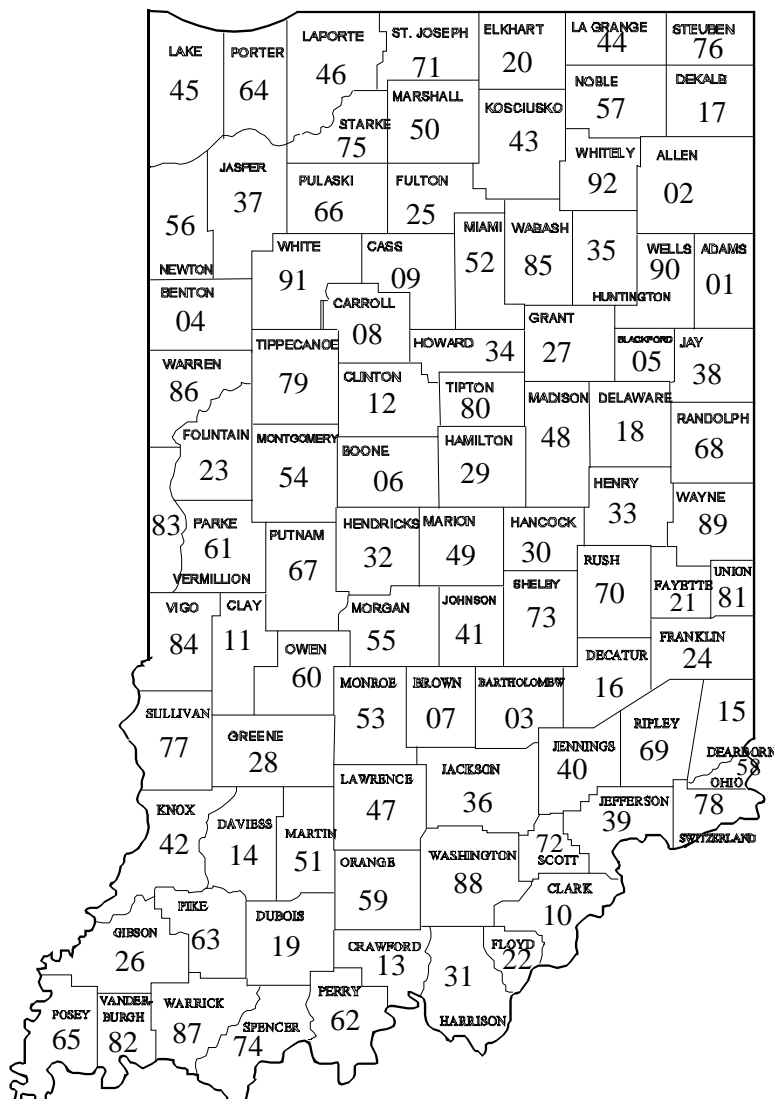 LAKE
45
PORTER
64
LAPORTE
46
ST. JOSEPH
71
ELKHART
20
LA GRANGE
44
STEUBEN
76
NOBLE
57
DEKALB
17
MARSHALL
50
KOSCIUSKO
43
STARKE
75
WHITELY
92
ALLEN
02
JASPER
37
PULASKI
66
FULTON
25
56
NEWTON
MIAMI
52
WABASH
85
35
HUNTINGTON
WELLS
90
ADAMS
01
WHITE
91
CASS
09
BENTON
04
CARROLL
08
GRANT
27
HOWARD 34
BLACKFORD
05
JAY
38
TIPPECANOE
79
WARREN
86
CLINTON
12
TIPTON
80
MADISON
48
DELAWARE
18
RANDOLPH
68
FOUNTAIN
23
MONTGOMERY
54
BOONE
06
HAMILTON
29
HENRY
33
WAYNE
89
83
VERMILLION
PARKE
61
PUTNAM
67
HENDRICKS
32
MARION
49
HANCOCK
30
RUSH
70
FAYETTE
21
UNION
81
SHELBY
73
VIGO
84
CLAY
11
MORGAN
55
JOHNSON
41
OWEN
60
DECATUR
16
FRANKLIN
24
MONROE
53
BROWN
07
BARTHOLOMEW
03
SULLIVAN
77
GREENE
28
JENNINGS
40
RIPLEY
69
15
DEARBORN
58
OHIO
LAWRENCE
47
JACKSON
36
JEFFERSON
39
78
SWITZERLAND
KNOX
42
DAVIESS
14
MARTIN
51
ORANGE
59
WASHINGTON
88
72
SCOTT
CLARK
10
PIKE
63
DUBOIS
19
GIBSON
26
CRAWFORD
13
31
HARRISON
FLOYD
22
POSEY
65
VANDER-
BURGH
82
WARRICK
87
SPENCER
74
PERRY
62